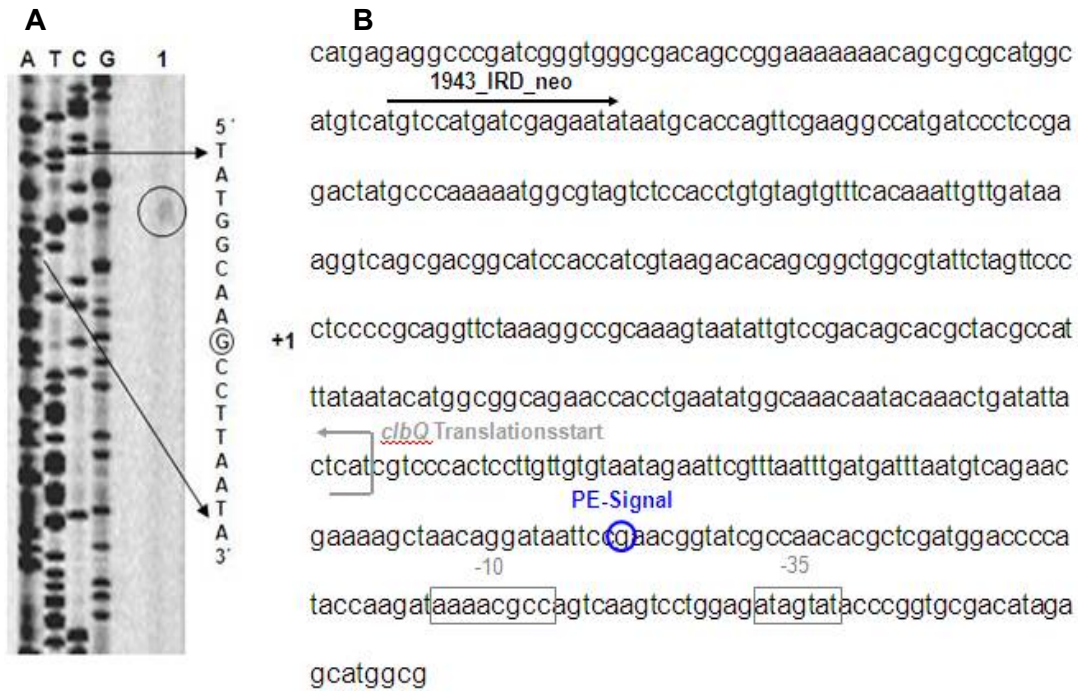 A
A T C G 1
5´
T
A
T
G
G
C
A
A
G +1
C
C
T
T
A
A
T
A
3´
B
catgagaggcccgatcgggtgggcgacagccggaaaaaaacagcgcgcatggc
1943_IRD_neo
atgtcatgtccatgatcgagaatataatgcaccagttcgaaggccatgatccctccga
gactatgcccaaaaatggcgtagtctccacctgtgtagtgtttcacaaattgttgataa
aggtcagcgacggcatccaccatcgtaagacacagcggctggcgtattctagttccc
ctccccgcaggttctaaaggccgcaaagtaatattgtccgacagcacgctacgccat
ttataatacatggcggcagaaccacctgaatatggcaaacaatacaaactgatatta
clbQ Translationsstart
ctcatcgtcccactccttgttgtgtaatagaattcgtttaatttgatgatttaatgtcagaac
PE-Signal
gaaaagctaacaggataattccgaacggtatcgccaacacgctcgatggacccca
-10 -35
taccaagataaaacgccagtcaagtcctggagatagtatacccggtgcgacataga
gcatggcg